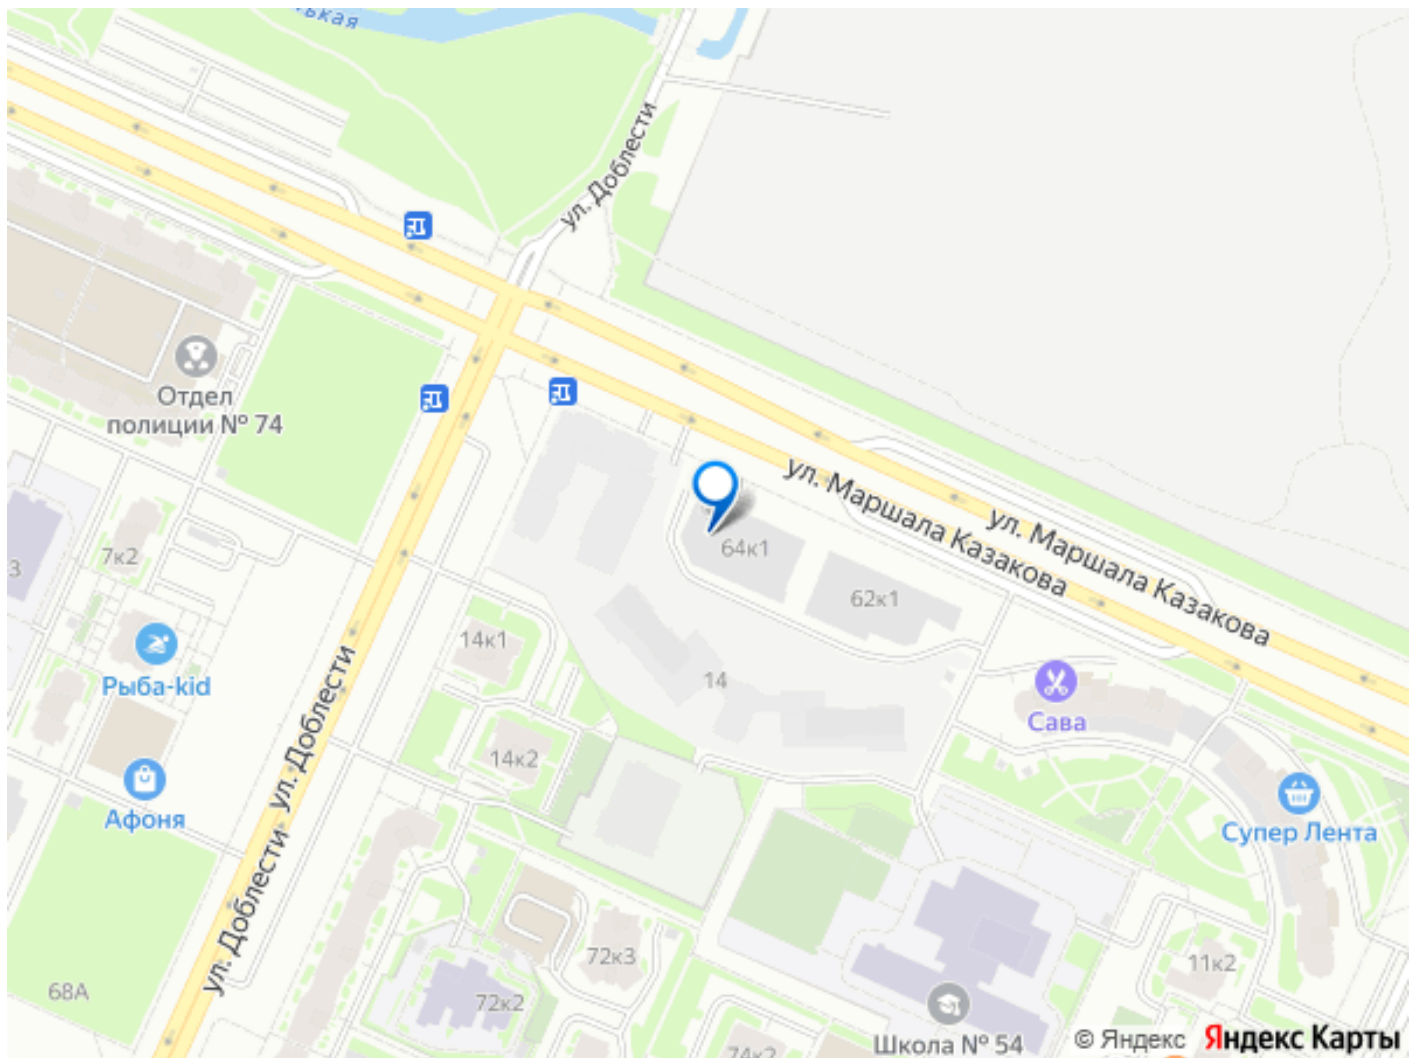 ул. Доблести
Отдел
полиции № 74
ул. Маршала Казакова
ул. Маршала Казакова
64к1
7к2
3
62к1
14к1
Рыба-kid
14
Сава
ул. Доблести
14к2
Афоня
Супер Лента
ул. Доблести
72к3
11к2
68А
72к2
Школа № 54
74к2
© Яндекс Яндекс Карты